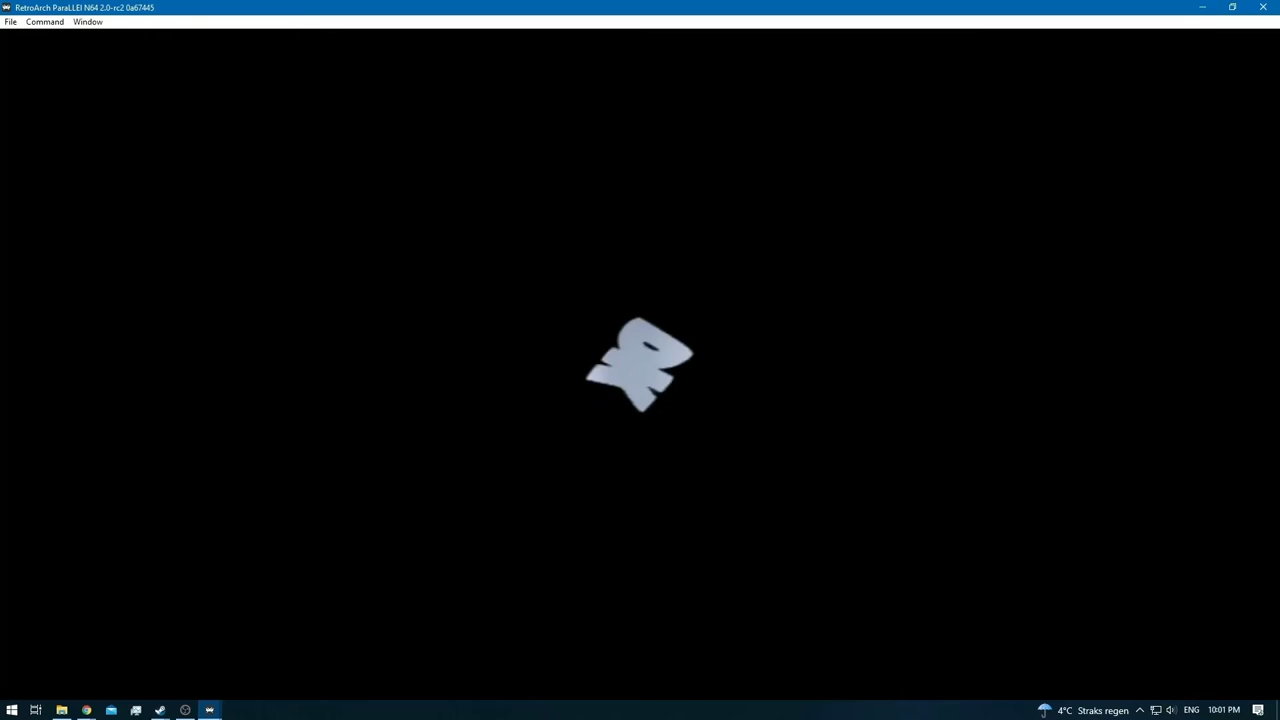 RetroArch ParaLLEl N64 2.0-rc2 0a67445
File Command Window
4°C Straks regen ENG 10:01 PM